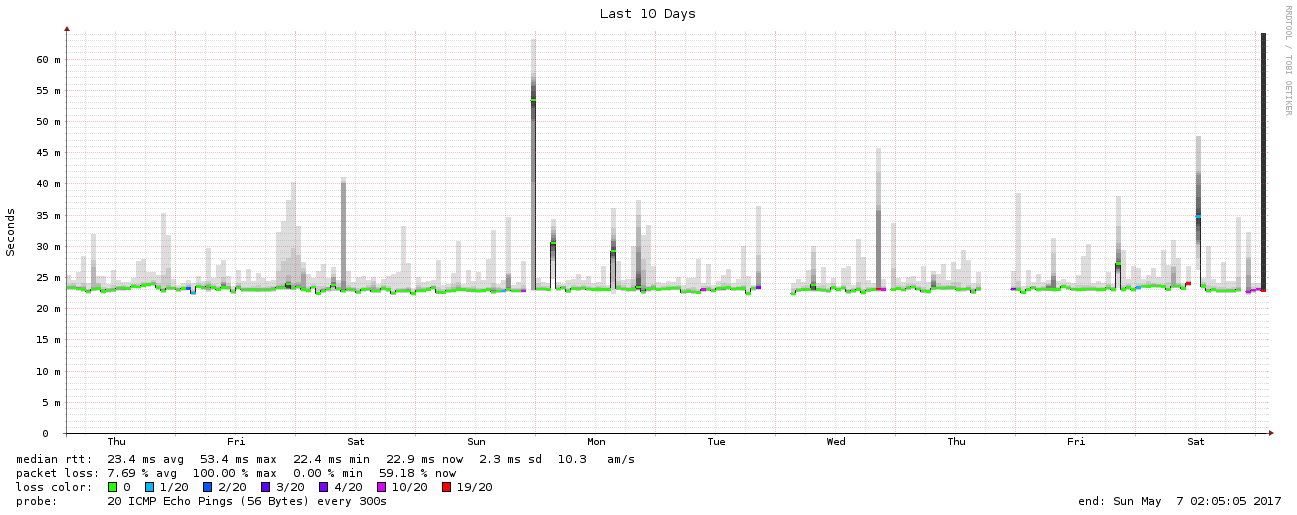 Last 10 Days
RRDTOOL / TOBI OETIKER
Seconds
60 m
55 m
50 m
45 m
40 m
35 m
30 m
25 m
20 m
15 m
10 m
5 m
0
Thu Fri Sat Sun Mon Tue Wed Thu Fri Sat
median rtt: 23.4 ms avg 53.4 ms max 22.4 ms min 22.9 ms now 2.3 ms sd 10.3 am/s
packet loss: 7.69 % avg 100.00 % max 0.00 % min 59.18 % now
loss color: 0 1/20 2/20 3/20 4/20 10/20 19/20
probe: 20 ICMP Echo Pings (56 Bytes) every 300s end: Sun May 7 02:05:05 2017